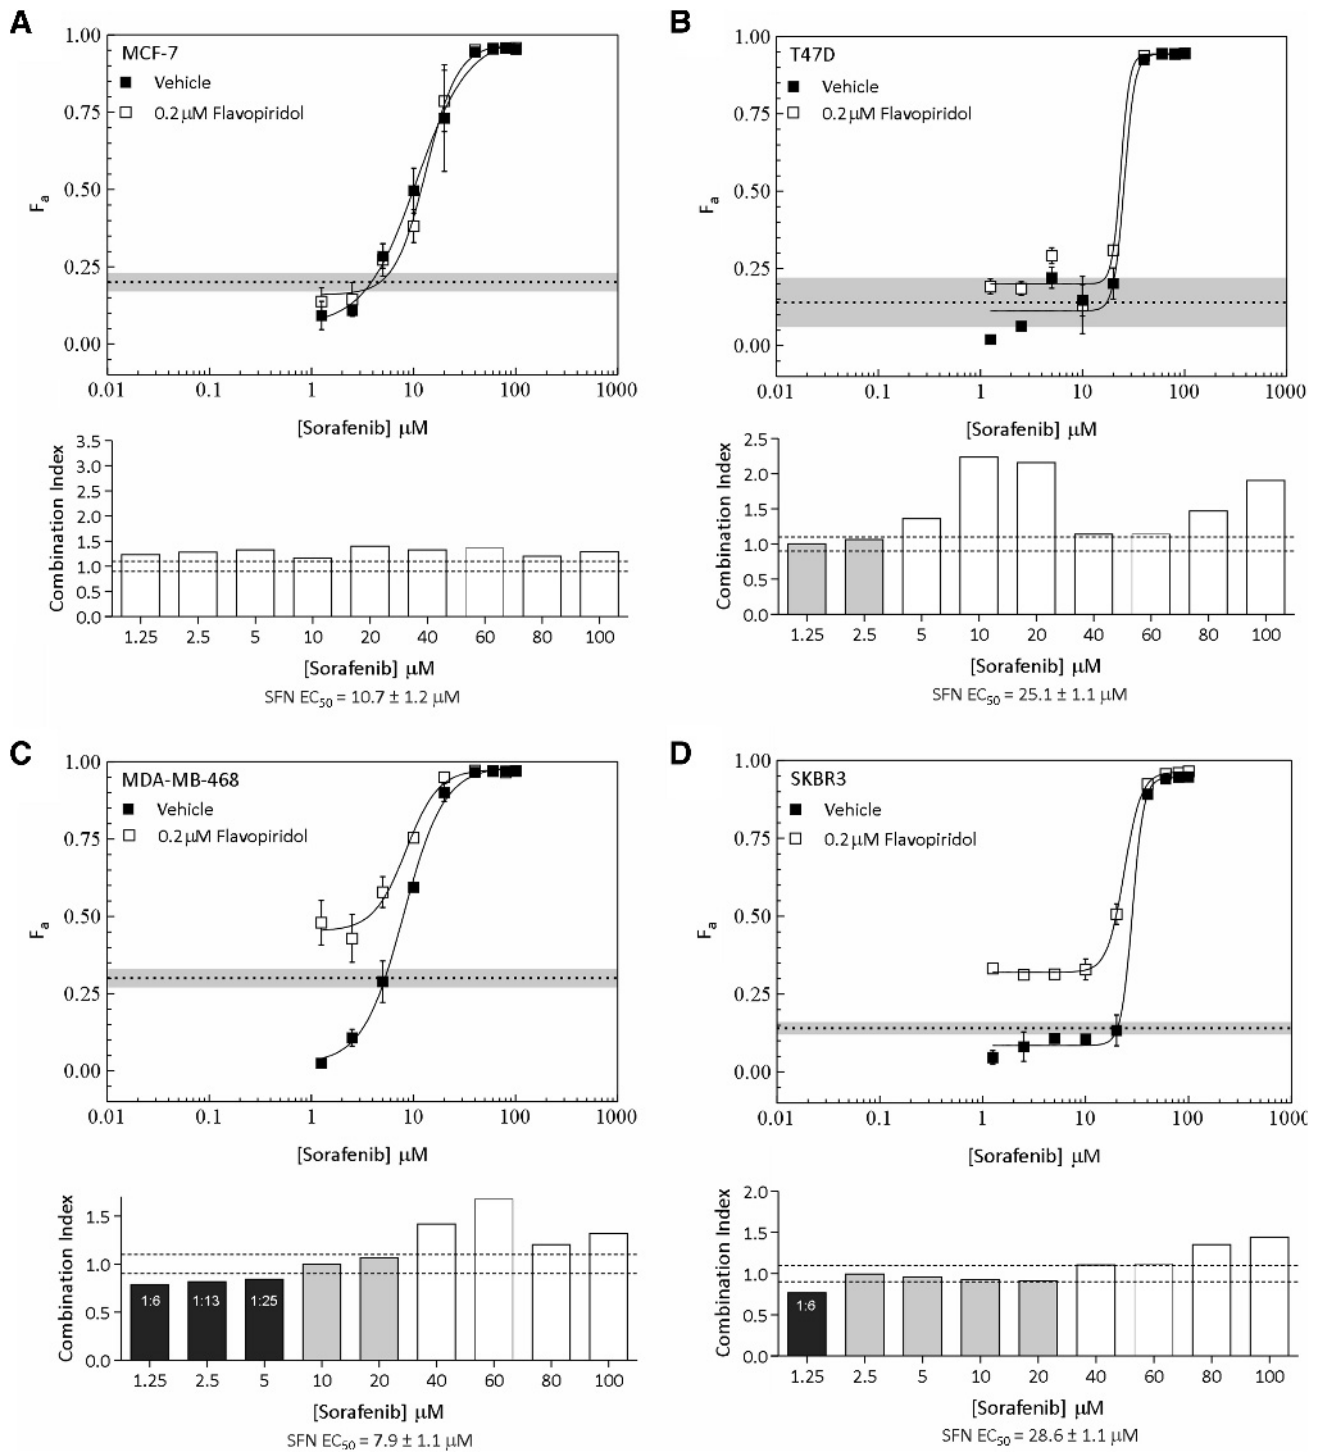 A
MCF-7
Vehicle
0.2 μM Flavopiridol
Fa
1.00
0.75
0.50
0.25
0.00
0.01 0.1 1 10 100 1000
[Sorafenib] μM
Combination Index
3.5
3.0
2.5
2.0
1.5
1.0
0.5
0.0
1.25 2.5 5 10 20 40 60 80 100
[Sorafenib] μM
SFN EC50 = 10.7 ± 1.2 μM
B
T47D
Vehicle
0.2 μM Flavopiridol
Fa
1.00
0.75
0.50
0.25
0.00
0.01 0.1 1 10 100 1000
[Sorafenib] μM
Combination Index
2.5
2.0
1.5
1.0
0.5
0.0
1.25 2.5 5 10 20 40 60 80 100
[Sorafenib] μM
SFN EC50 = 25.1 ± 1.1 μM
C
MDA-MB-468
Vehicle
0.2 μM Flavopiridol
Fa
1.00
0.75
0.50
0.25
0.00
0.01 0.1 1 10 100 1000
[Sorafenib] μM
Combination Index
1.5
1.0
0.5
0.0
1:6 1:13 1:25
1.25 2.5 5 10 20 40 60 80 100
[Sorafenib] μM
SFN EC50 = 7.9 ± 1.1 μM
D
SKBR3
Vehicle
0.2 μM Flavopiridol
Fa
1.00
0.75
0.50
0.25
0.00
0.01 0.1 1 10 100 1000
[Sorafenib] μM
Combination Index
2.0
1.5
1.0
0.5
0.0
1:6
1.25 2.5 5 10 20 40 60 80 100
[Sorafenib] μM
SFN EC50 = 28.6 ± 1.1 μM